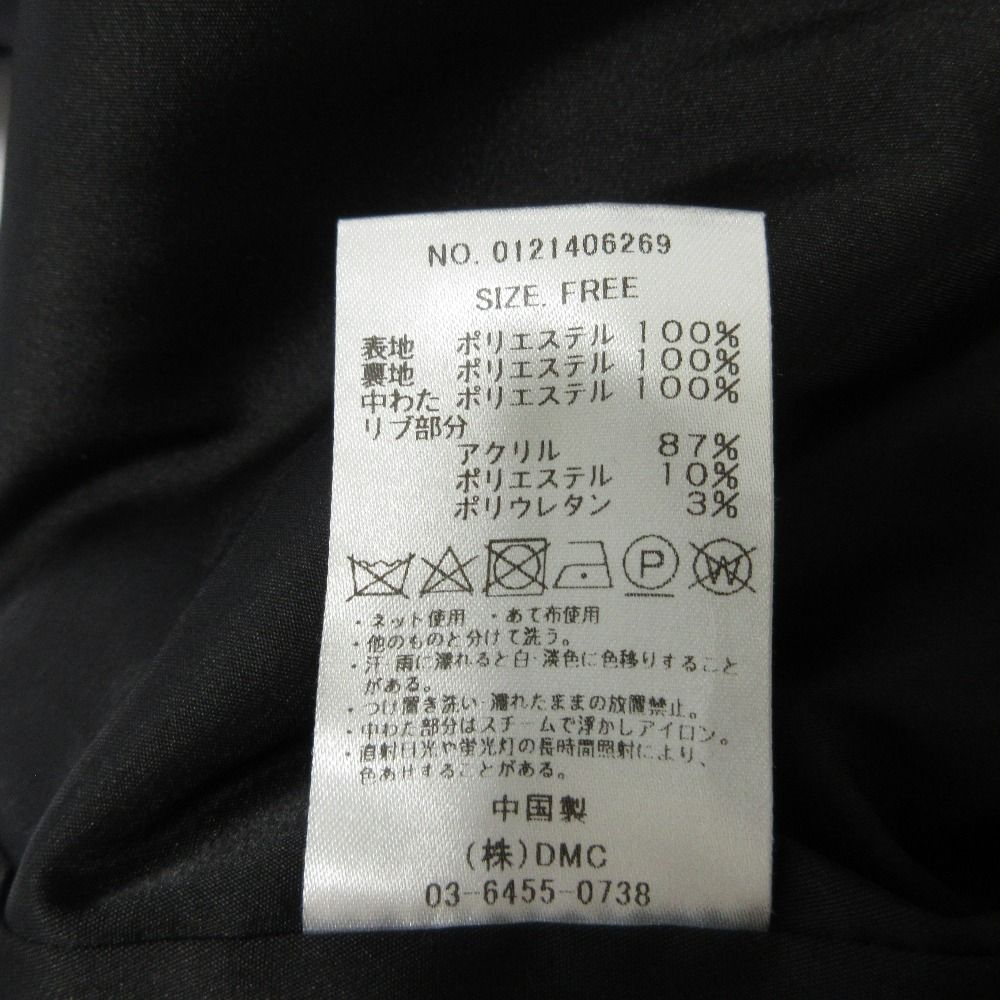 NO. 0121406269
SIZE. FREE
表地 ポリエステル 100%
裏地 ポリエステル 100%
中わた ポリエステル 100%
リブ部分
アクリル 87%
ポリエステル 10%
ポリウレタン 3%
P W
・ネット使用 ・あて布使用
・他のものと分けて洗う。
・汗・雨に濡れると白・淡色に色移りすること
がある。
・つけ置き洗い・濡れたままの放置禁止。
・中わた部分はスチームで浮かしアイロン。
・直射日光や蛍光灯の長時間照射により、
色あせすることがある。
中国製
(株)DMC
03-6455-0738